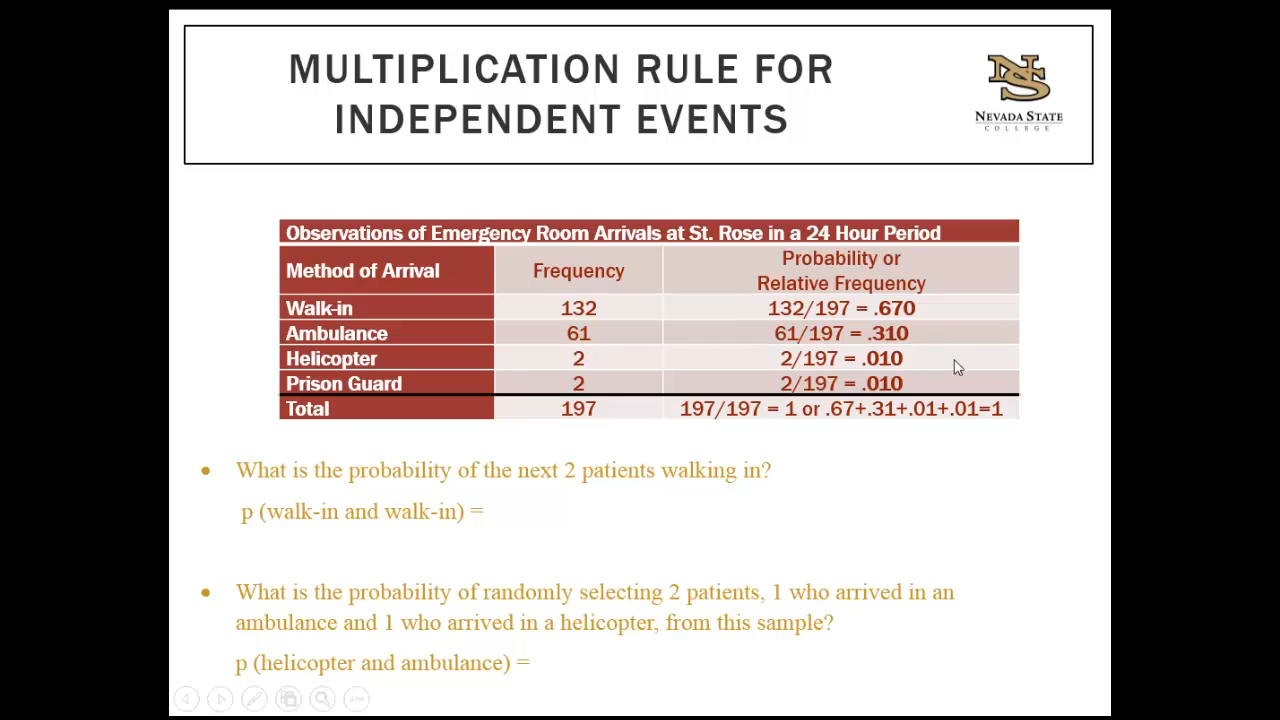 MULTIPLICATION RULE FOR
INDEPENDENT EVENTS
NS
NEVADA STATE
COLLEGE
Observations of Emergency Room Arrivals at St. Rose in a 24 Hour Period
Method of Arrival Frequency Probability or
Relative Frequency
Walk-in 132 132/197 = .670
Ambulance 61 61/197 = .310
Helicopter 2 2/197 = .010
Prison Guard 2 2/197 = .010
Total 197 197/197 = 1 or .67+.31+.01+.01=1
• What is the probability of the next 2 patients walking in?
p (walk-in and walk-in) =
• What is the probability of randomly selecting 2 patients, 1 who arrived in an
ambulance and 1 who arrived in a helicopter, from this sample?
p (helicopter and ambulance) =